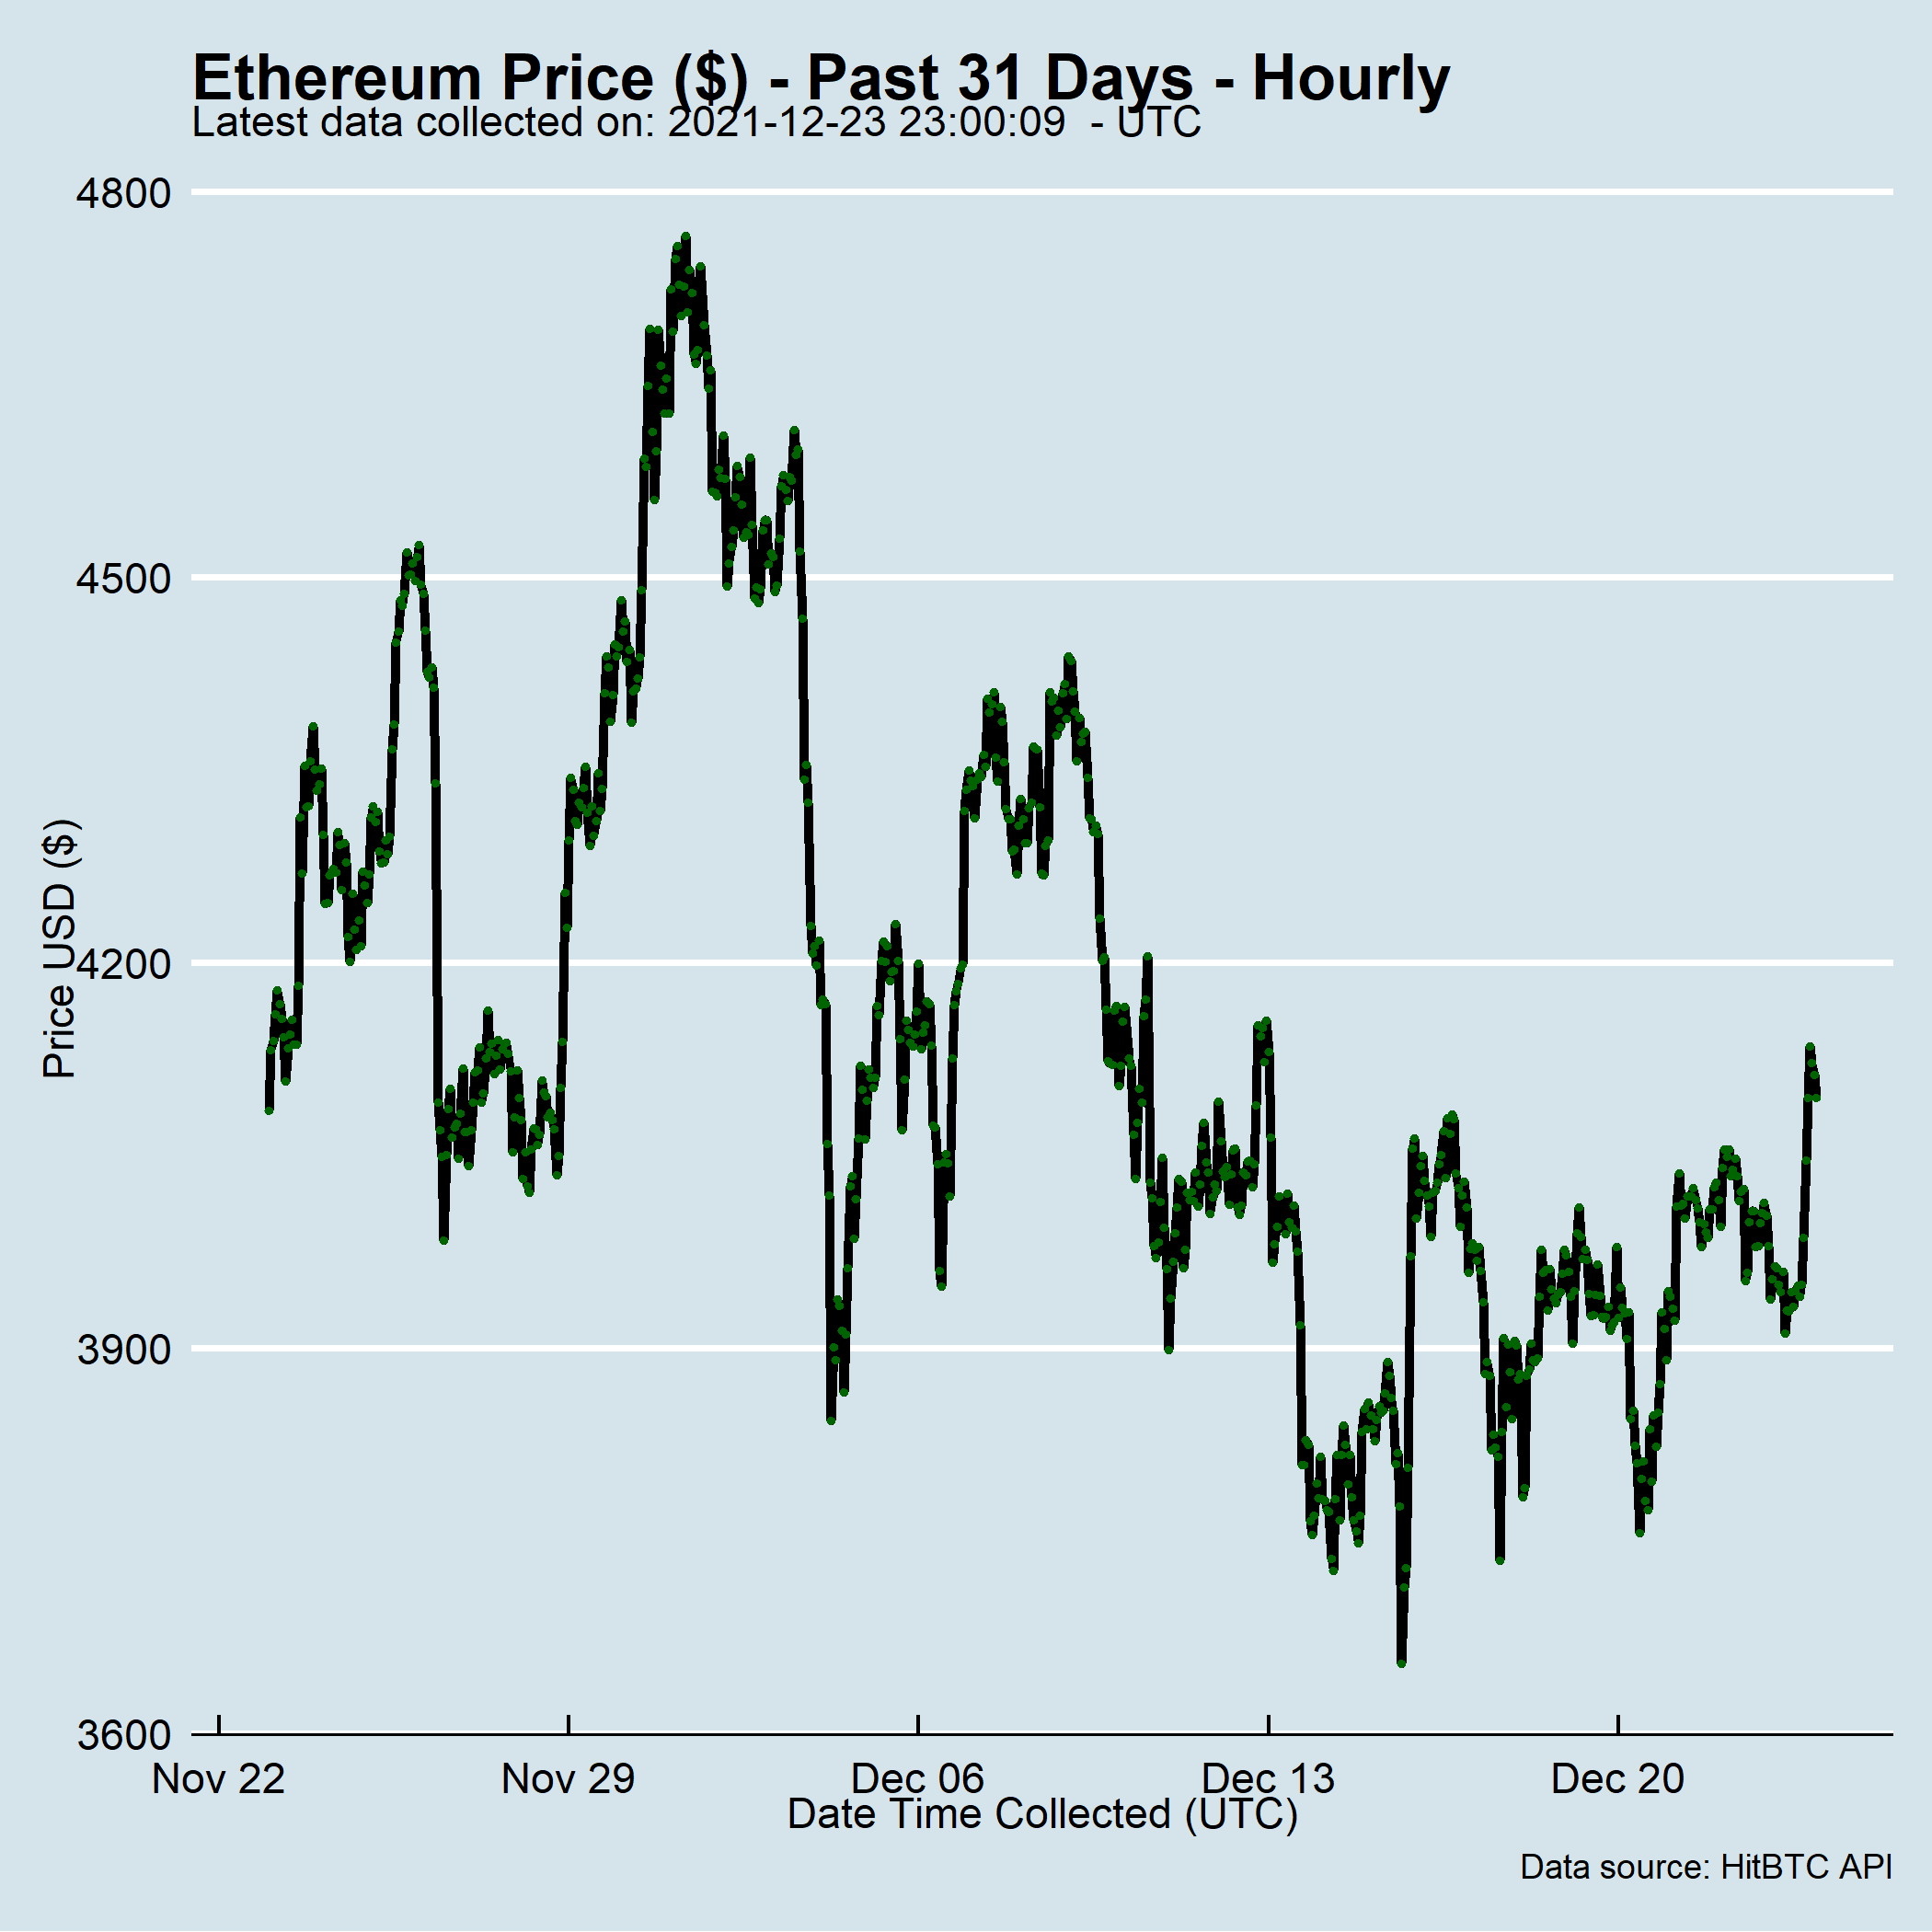 Ethereum Price ($) - Past 31 Days - Hourly
Latest data collected on: 2021-12-23 23:00:09  - UTC
4800
4500
4200
3900
3600
Price USD ($)
Nov 22 Nov 29 Dec 06 Dec 13 Dec 20
Date Time Collected (UTC)
Data source: HitBTC API